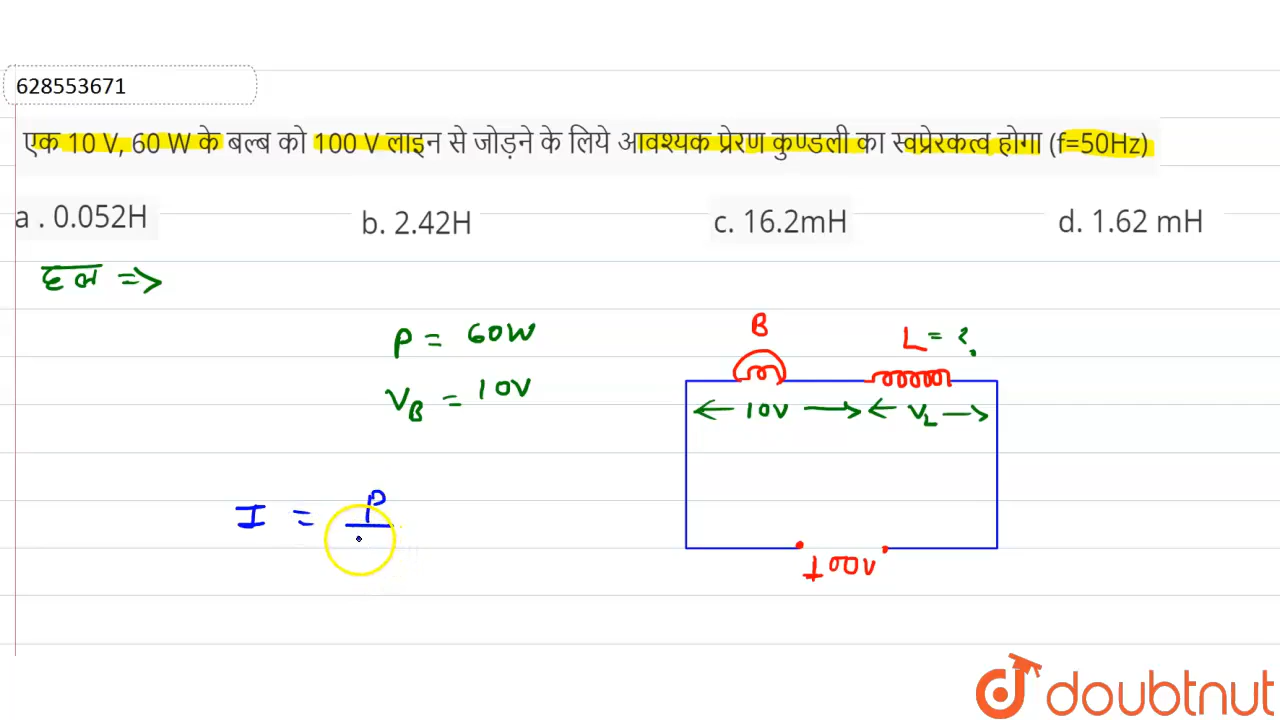 628553671
एक 10 V, 60 W के बल्ब को 100 V लाइन से जोड़ने के लिये आवश्यक प्रेरण कुण्डली का स्वप्रेरकत्व होगा (f=50Hz)
a . 0.052H b. 2.42H c. 16.2mH d. 1.62 mH
हल =>
P = 60W
V_B = 10V
B
L = ?
10V
V_L
I = P
100V
doubtnut